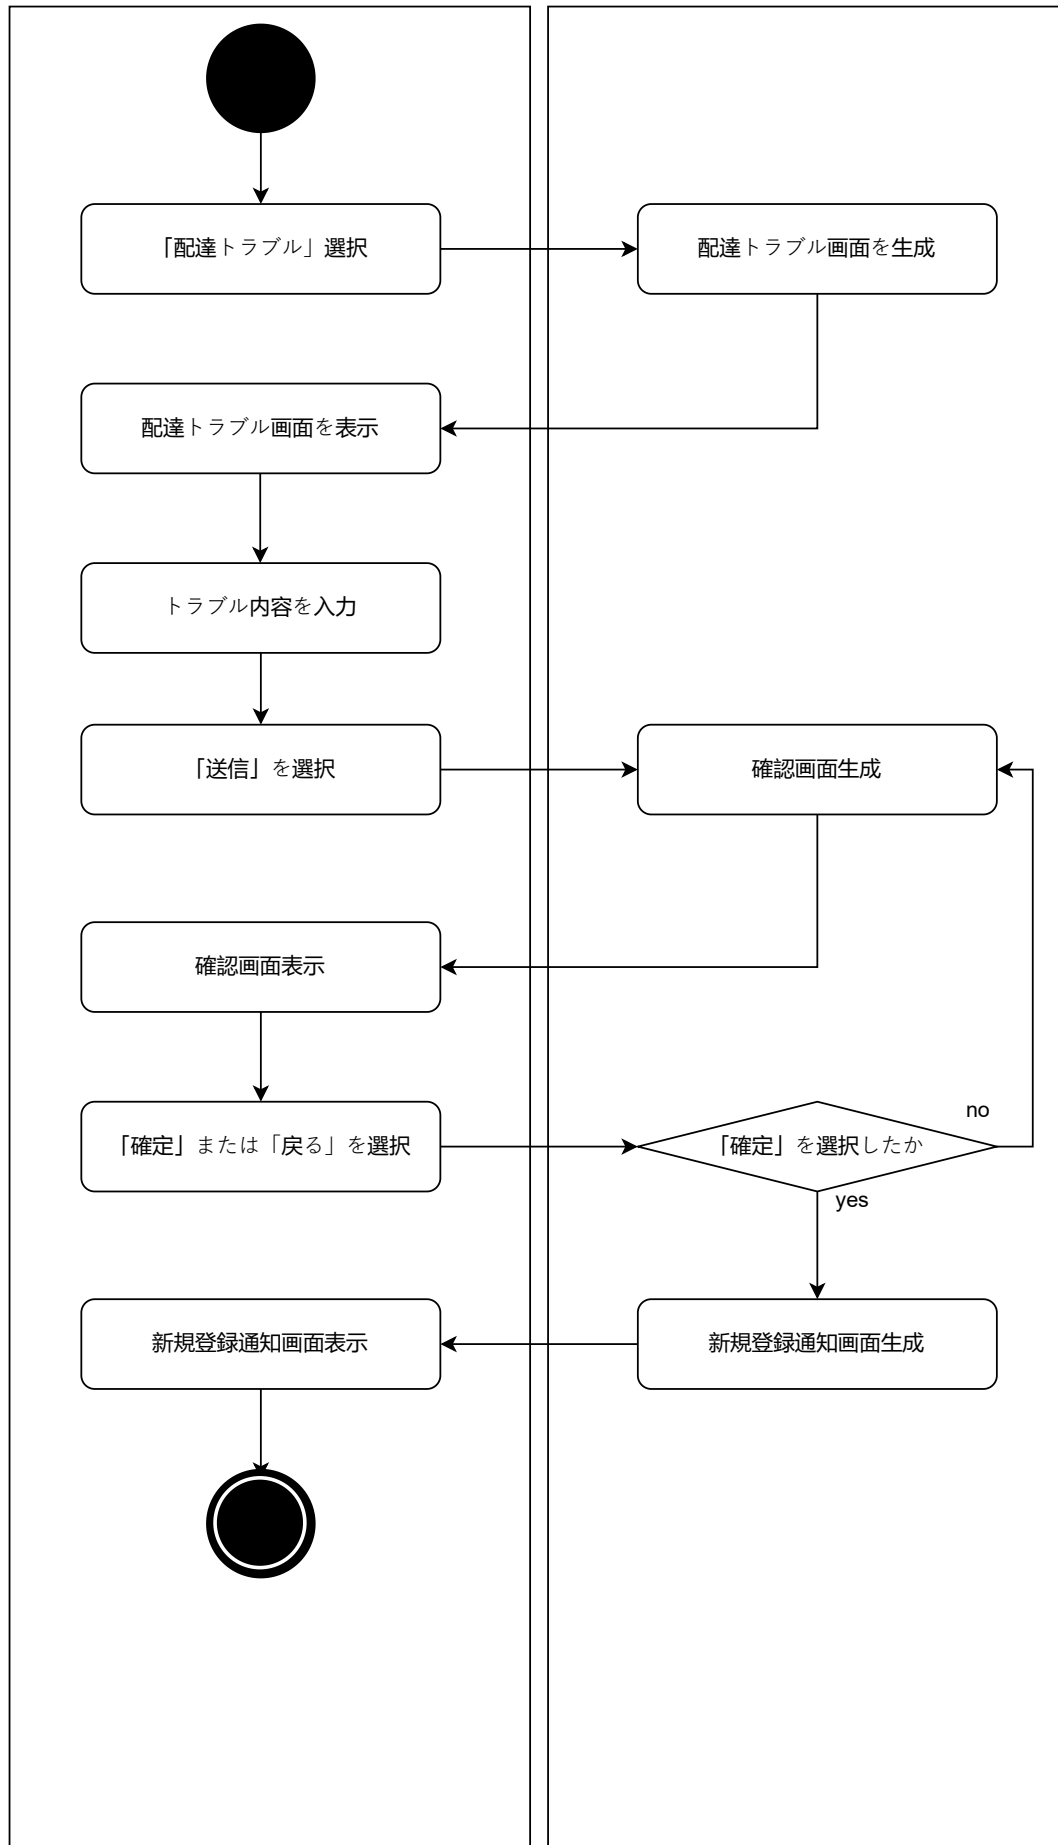 「配達トラブル」選択
配達トラブル画面を生成
配達トラブル画面を表示
トラブル内容を入力
「送信」を選択
確認画面生成
確認画面表示
「確定」または「戻る」を選択
「確定」を選択したか
no
yes
新規登録通知画面表示
新規登録通知画面生成